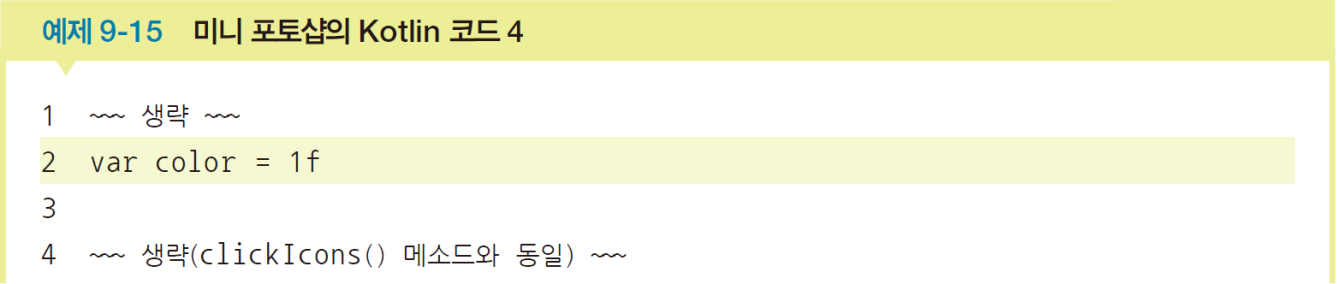 예제 9-15 미니 포토샵의 Kotlin 코드 4
1 ~~~ 생략 ~~~
2 var color = 1f
3
4 ~~~ 생략(clickIcons() 메소드와 동일) ~~~